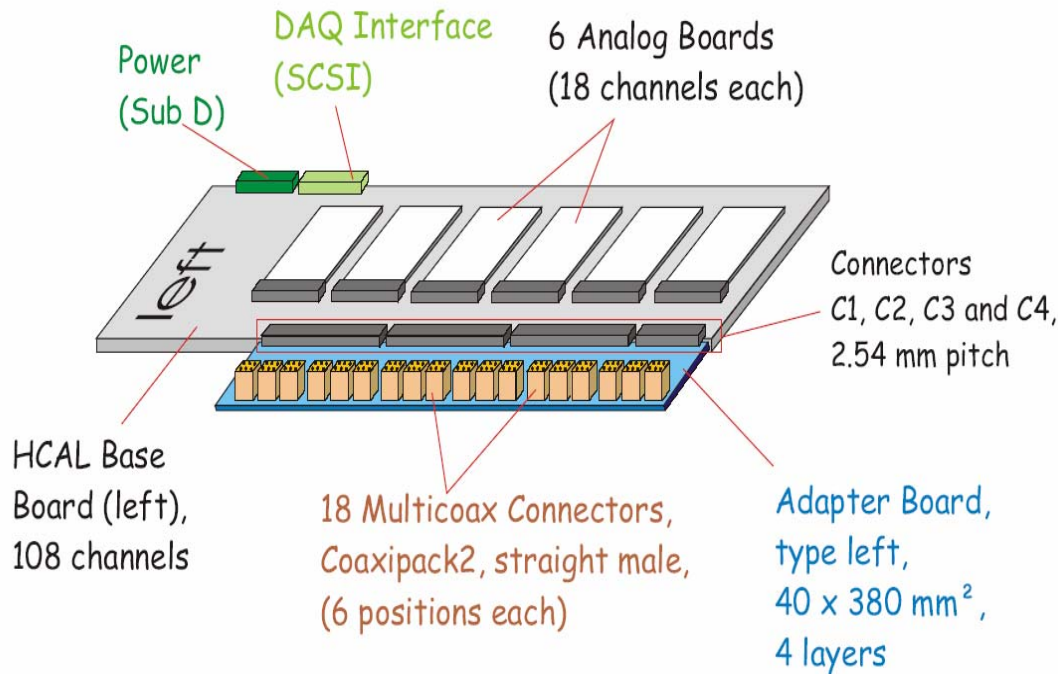 DAQ Interface
(SCSI)
Power
(Sub D)
6 Analog Boards
(18 channels each)
left
Connectors
C1, C2, C3 and C4,
2.54 mm pitch
HCAL Base
Board (left),
108 channels
18 Multicoax Connectors,
Coaxipack2, straight male,
(6 positions each)
Adapter Board,
type left,
40 x 380 mm²,
4 layers